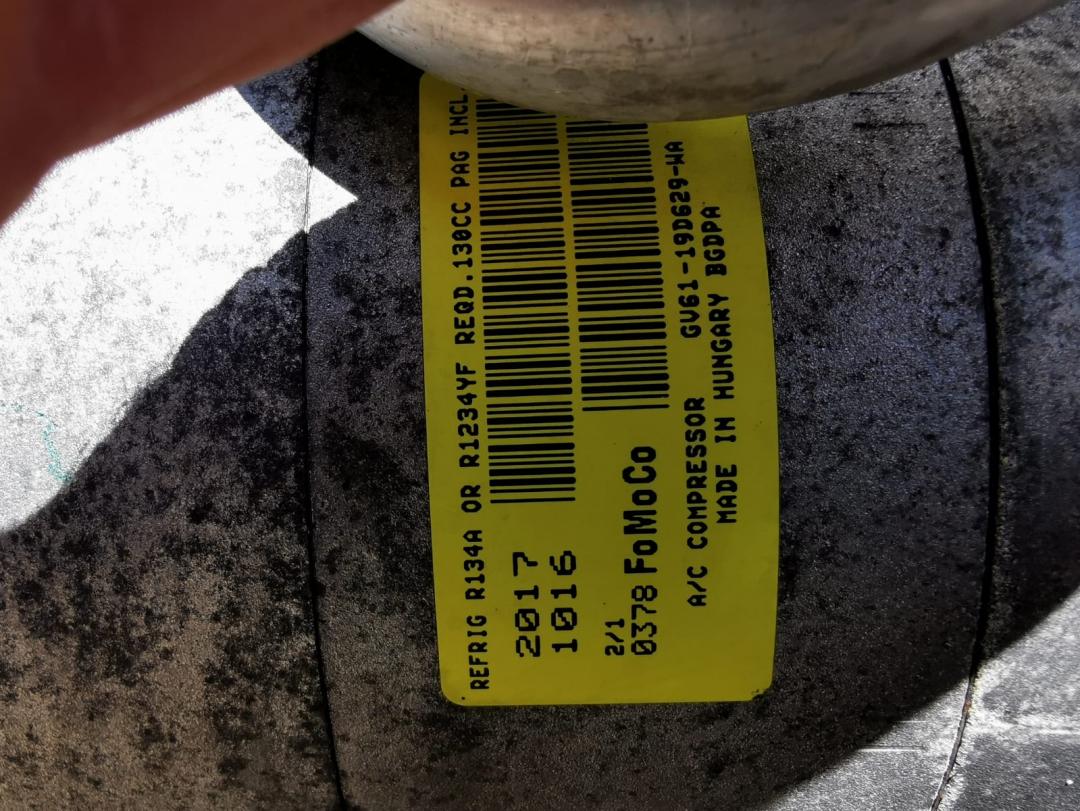 REFRIG R134A OR R1234YF REQD.130CC PAG INCL.
2017
1016
2/1
0378 FoMoCo
A/C COMPRESSOR GV61-19D629-WA
MADE IN HUNGARY BGDPA